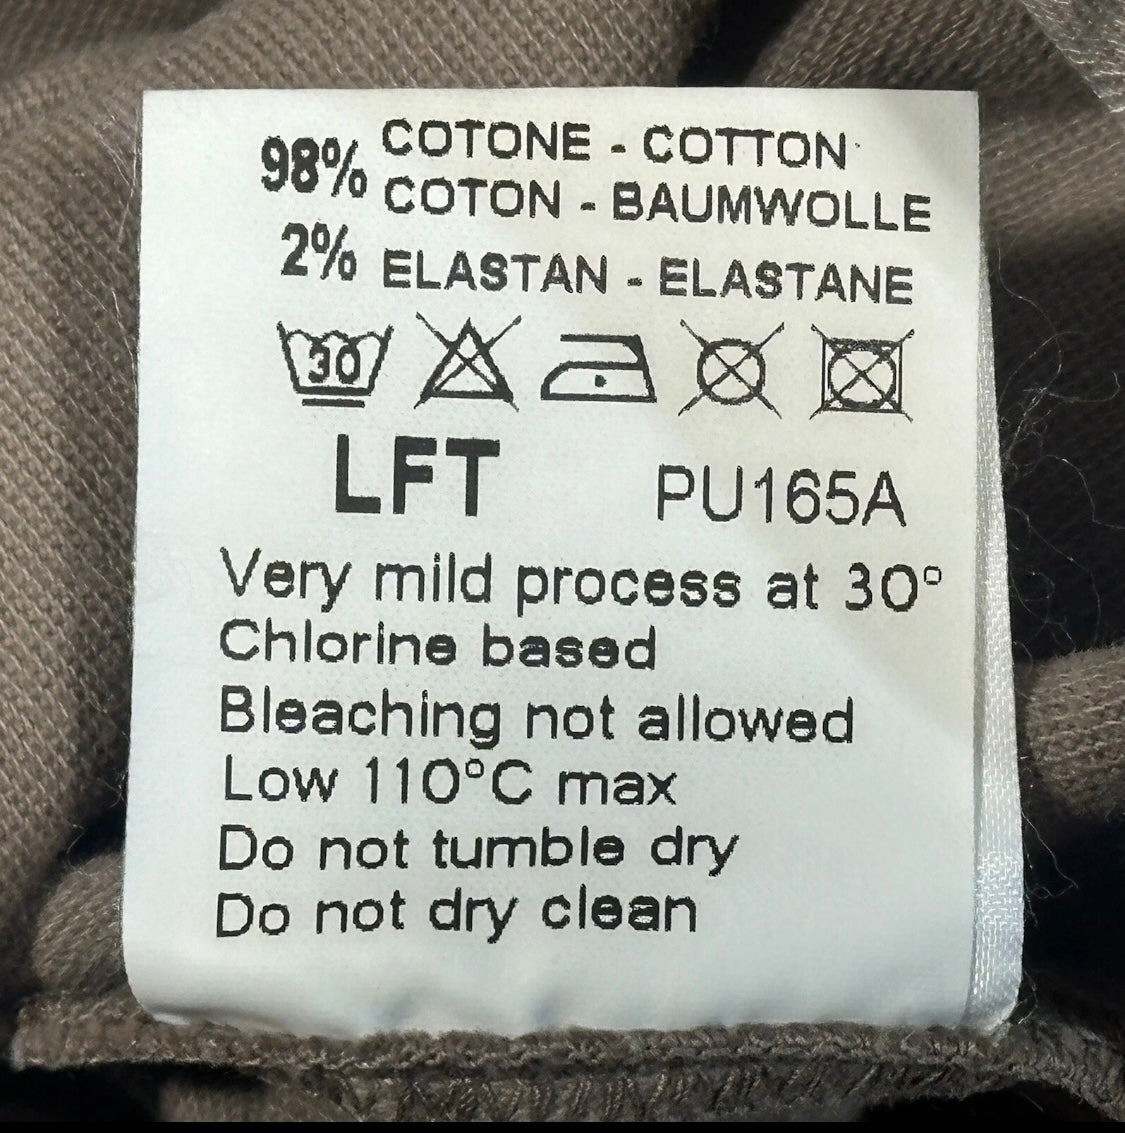 98% COTONE - COTTON
COTON - BAUMWOLLE
2% ELASTAN - ELASTANE
30
LFT PU165A
Very mild process at 30°
Chlorine based
Bleaching not allowed
Low 110°C max
Do not tumble dry
Do not dry clean